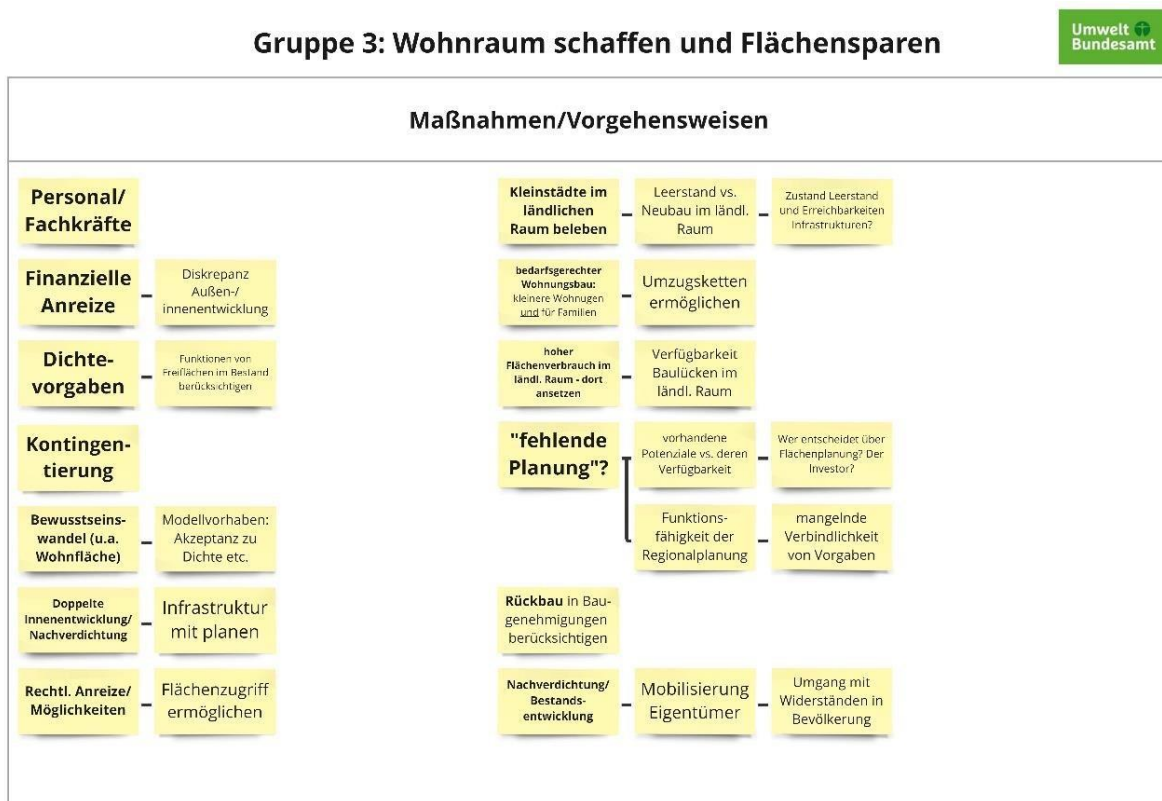 Gruppe 3: Wohnraum schaffen und Flächensparen
Umwelt
Bundesamt
Maßnahmen/Vorgehensweisen
Personal/
Fachkräfte
Finanzielle
Anreize
Diskrepanz
Außen-/
innenentwicklung
Dichte-
vorgaben
Funktionen von
Freiflächen im Bestand
berücksichtigen
Kontingen-
tierung
Bewusstseins-
wandel (u.a.
Wohnfläche)
Modellvorhaben:
Akzeptanz zu
Dichte etc.
Doppelte
Innenentwicklung/
Nachverdichtung
Infrastruktur
mit planen
Rechtl. Anreize/
Möglichkeiten
Flächenzugriff
ermöglichen
Kleinstädte im
ländlichen
Raum beleben
Leerstand vs.
Neubau im ländl.
Raum
Zustand Leerstand
und Erreichbarkeiten
Infrastrukturen?
bedarfsgerechter
Wohnungsbau:
kleinere Wohnugen
und für Familien
Umzugsketten
ermöglichen
hoher
Flächenverbrauch im
ländl. Raum - dort
ansetzen
Verfügbarkeit
Baulücken im
ländl. Raum
"fehlende
Planung"?
vorhandene
Potenziale vs. deren
Verfügbarkeit
Wer entscheidet über
Flächenplanung? Der
Investor?
Funktions-
fähigkeit der
Regionalplanung
mangelnde
Verbindlichkeit
von Vorgaben
Rückbau in Bau-
genehmigungen
berücksichtigen
Nachverdichtung/
Bestands-
entwicklung
Mobilisierung
Eigentümer
Umgang mit
Widerständen in
Bevölkerung